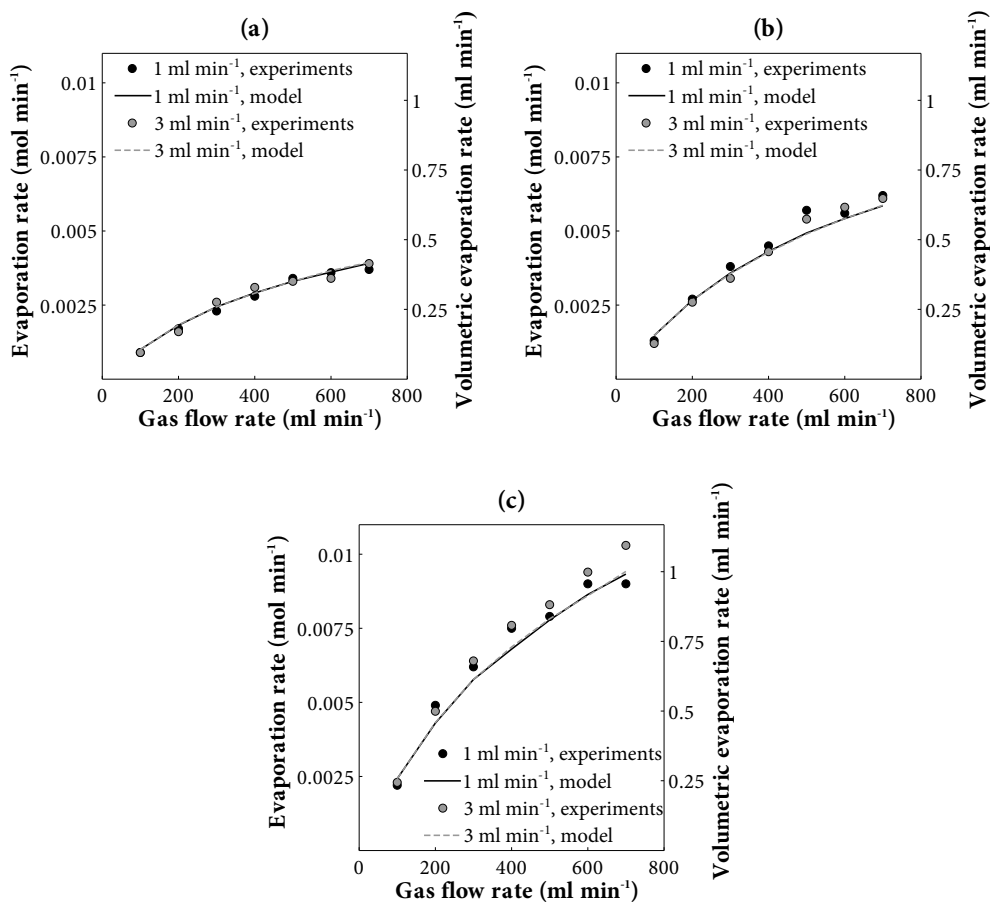 (a)
Evaporation rate (mol min⁻¹)
0.01
0.0075
0.005
0.0025
1 ml min⁻¹, experiments
1 ml min⁻¹, model
3 ml min⁻¹, experiments
3 ml min⁻¹, model
1
0.75
0.5
0.25
Volumetric evaporation rate (ml min⁻¹)
0 200 400 600 800
Gas flow rate (ml min⁻¹)
(b)
Evaporation rate (mol min⁻¹)
0.01
0.0075
0.005
0.0025
1 ml min⁻¹, experiments
1 ml min⁻¹, model
3 ml min⁻¹, experiments
3 ml min⁻¹, model
1
0.75
0.5
0.25
Volumetric evaporation rate (ml min⁻¹)
0 200 400 600 800
Gas flow rate (ml min⁻¹)
(c)
Evaporation rate (mol min⁻¹)
0.01
0.0075
0.005
0.0025
1 ml min⁻¹, experiments
1 ml min⁻¹, model
3 ml min⁻¹, experiments
3 ml min⁻¹, model
1
0.75
0.5
0.25
Volumetric evaporation rate (ml min⁻¹)
0 200 400 600 800
Gas flow rate (ml min⁻¹)